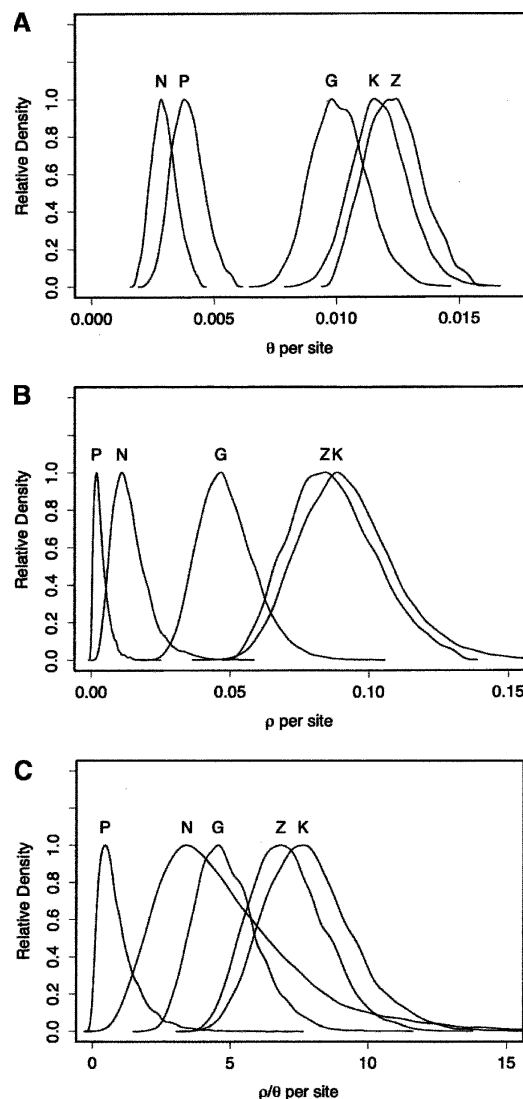 A
N P G K Z
Relative Density
0.0 0.2 0.4 0.6 0.8 1.0
0.000 0.005 0.010 0.015
θ per site
B
P N G Z K
Relative Density
0.0 0.2 0.4 0.6 0.8 1.0
0.00 0.05 0.10 0.15
ρ per site
C
P N G Z K
Relative Density
0.0 0.2 0.4 0.6 0.8 1.0
0 5 10 15
ρ/θ per site